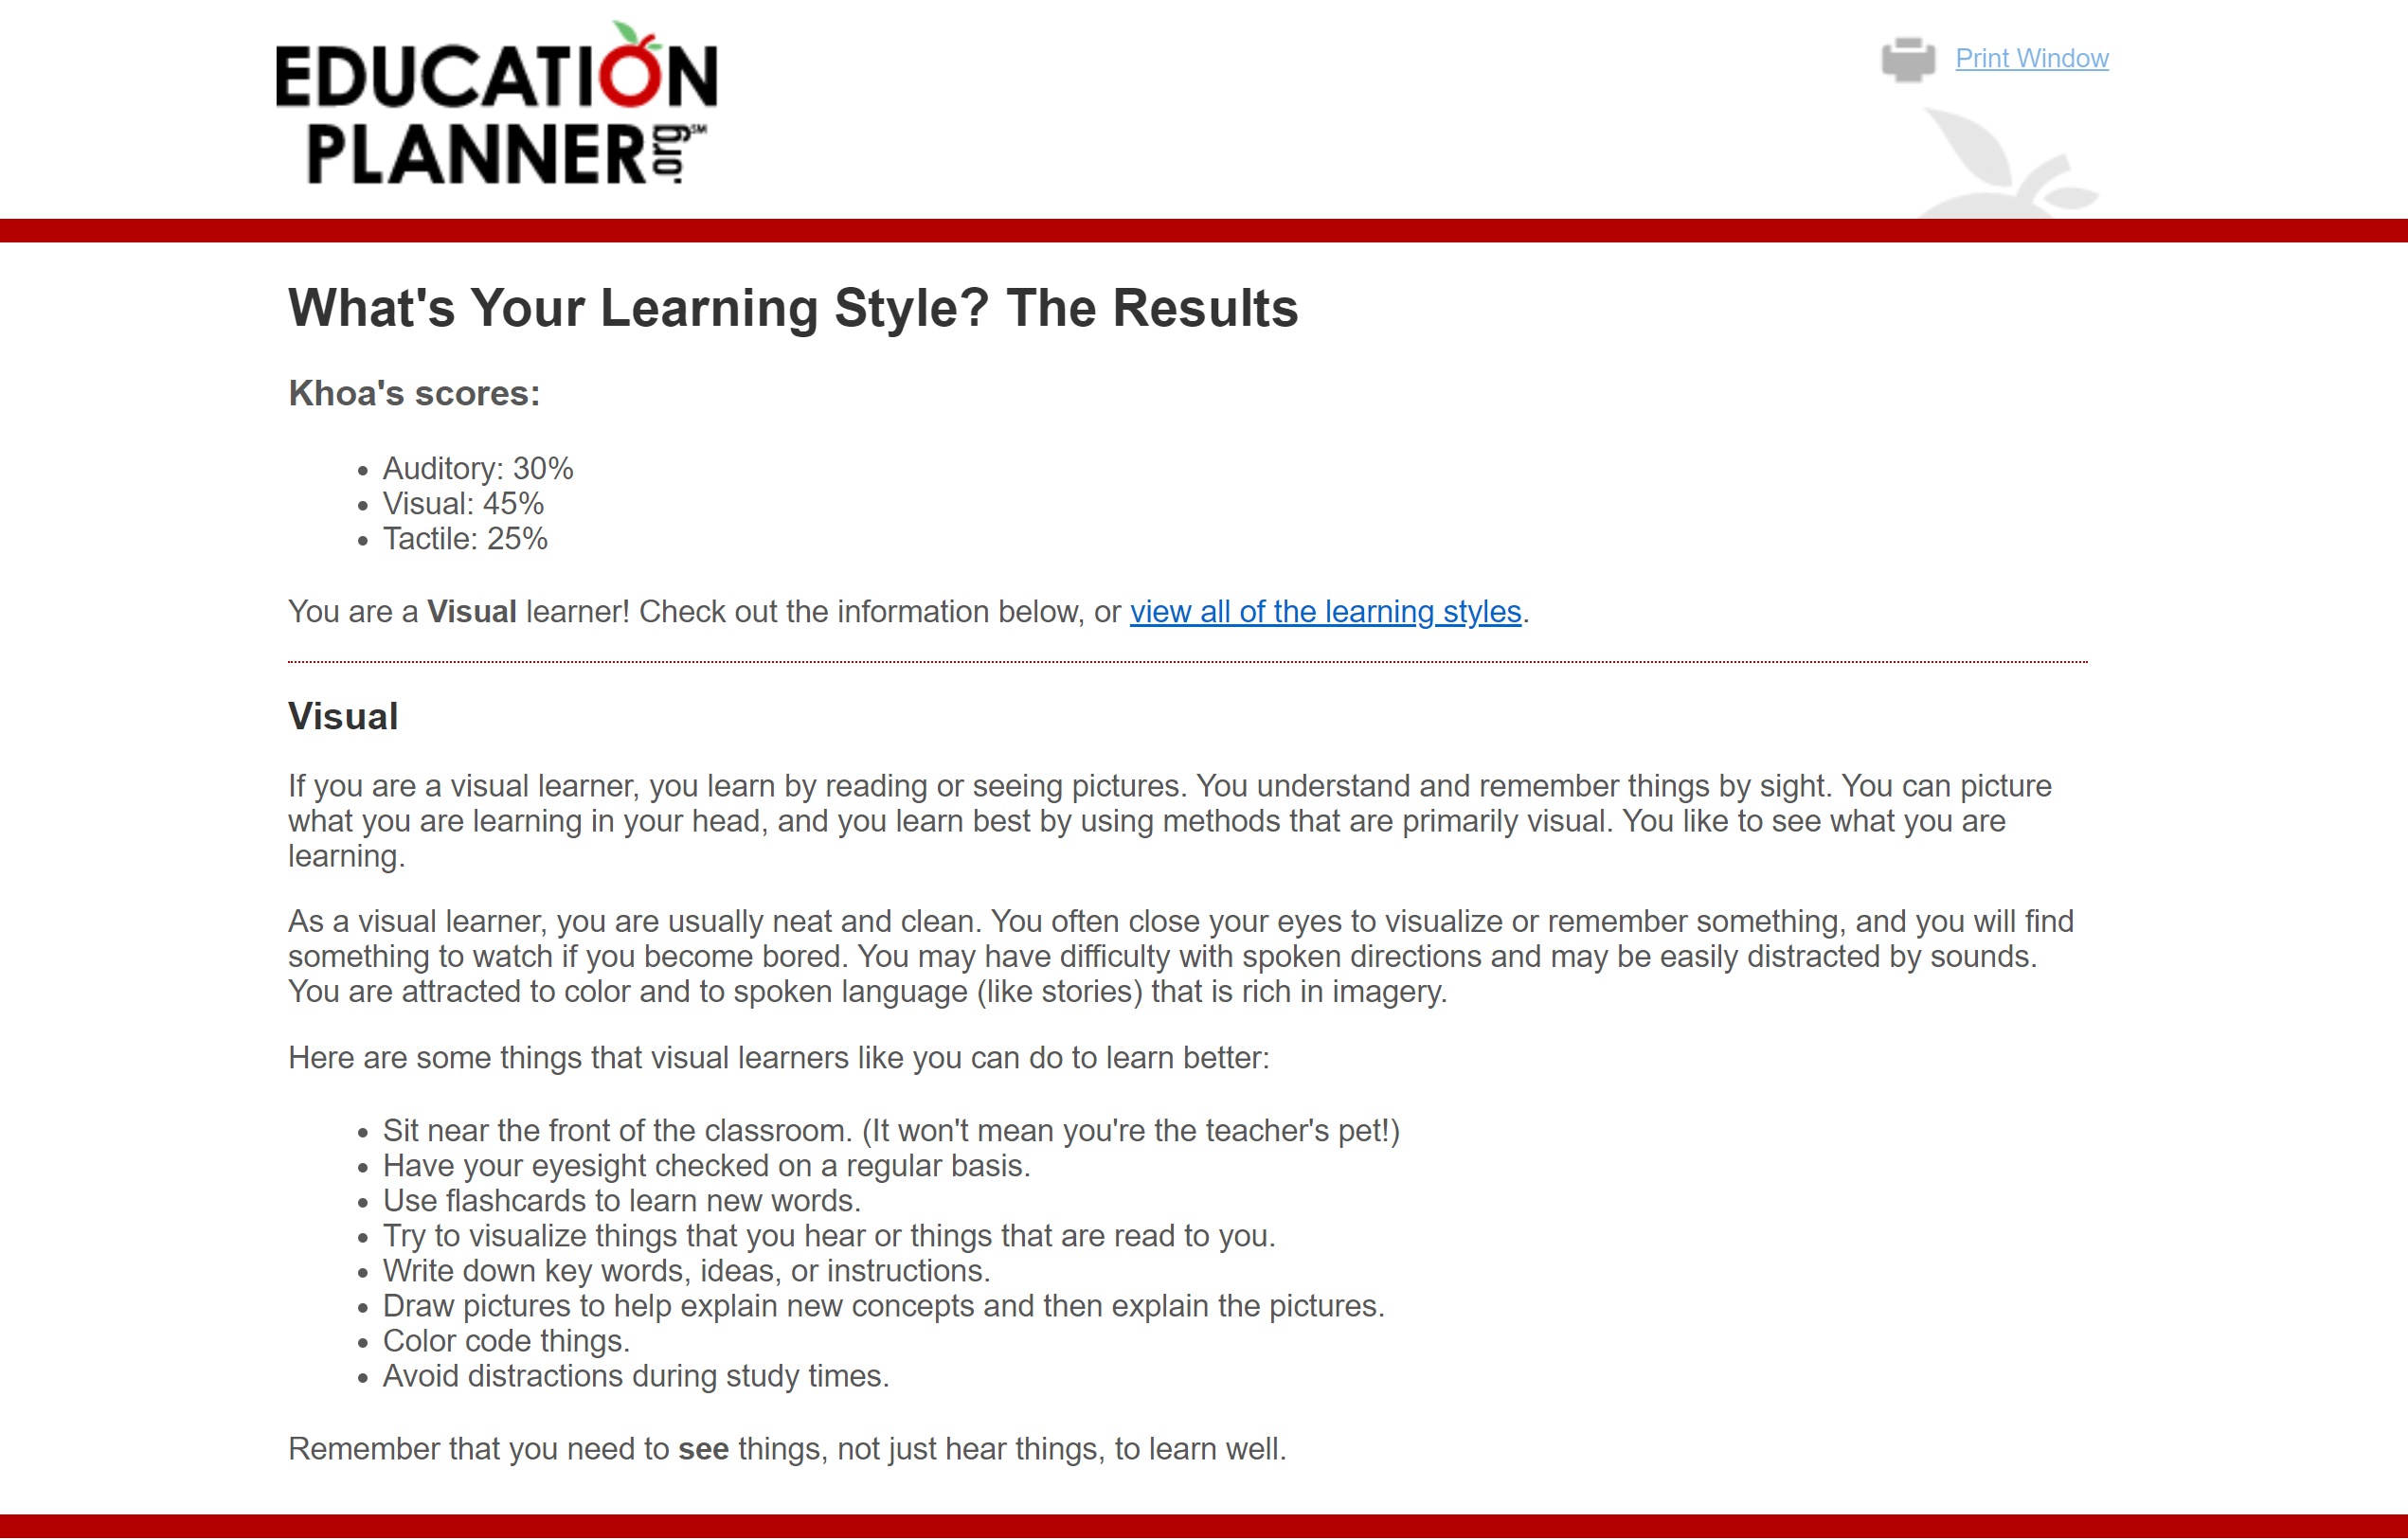 EDUCATION
PLANNER.org℠
Print Window
What's Your Learning Style? The Results
Khoa's scores:
• Auditory: 30%
• Visual: 45%
• Tactile: 25%
You are a Visual learner! Check out the information below, or view all of the learning styles.
Visual
If you are a visual learner, you learn by reading or seeing pictures. You understand and remember things by sight. You can picture
what you are learning in your head, and you learn best by using methods that are primarily visual. You like to see what you are
learning.
As a visual learner, you are usually neat and clean. You often close your eyes to visualize or remember something, and you will find
something to watch if you become bored. You may have difficulty with spoken directions and may be easily distracted by sounds.
You are attracted to color and to spoken language (like stories) that is rich in imagery.
Here are some things that visual learners like you can do to learn better:
• Sit near the front of the classroom. (It won't mean you're the teacher's pet!)
• Have your eyesight checked on a regular basis.
• Use flashcards to learn new words.
• Try to visualize things that you hear or things that are read to you.
• Write down key words, ideas, or instructions.
• Draw pictures to help explain new concepts and then explain the pictures.
• Color code things.
• Avoid distractions during study times.
Remember that you need to see things, not just hear things, to learn well.